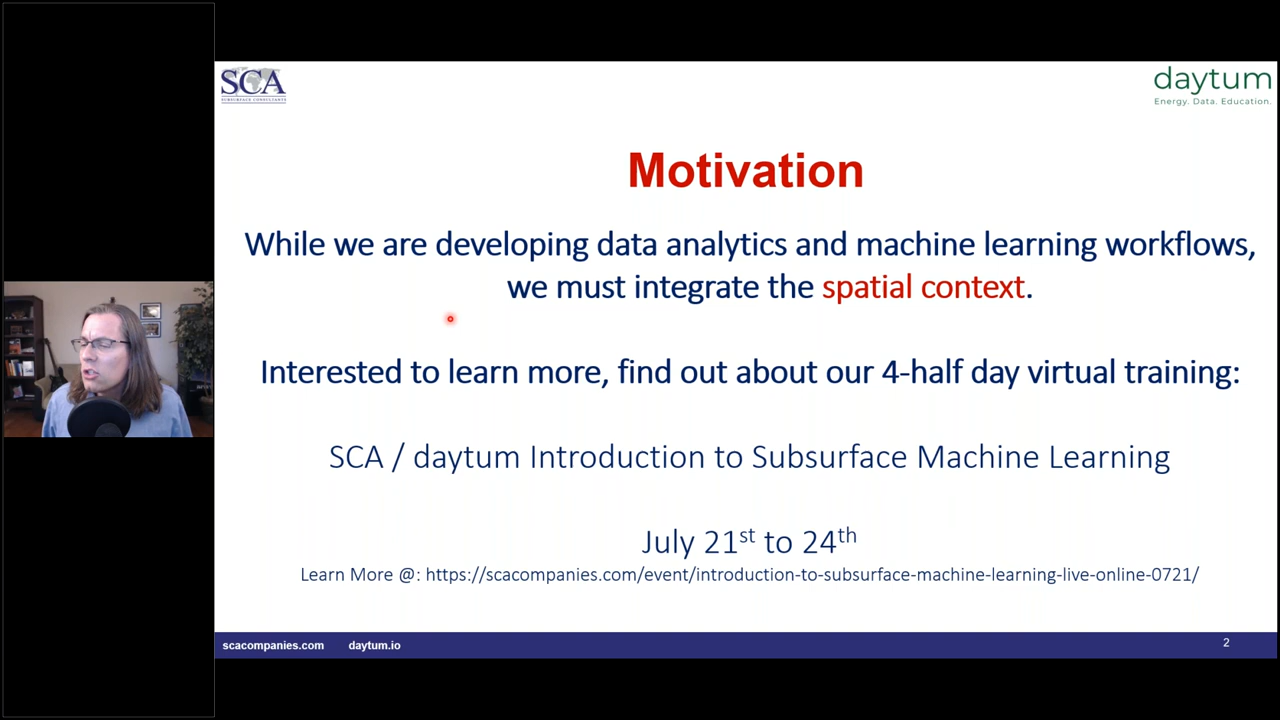 SCA
SUBSURFACE CONSULTANTS
daytum
Energy. Data. Education.
Motivation
While we are developing data analytics and machine learning workflows,
we must integrate the spatial context.
Interested to learn more, find out about our 4-half day virtual training:
SCA / daytum Introduction to Subsurface Machine Learning
July 21st to 24th
Learn More @: https://scacompanies.com/event/introduction-to-subsurface-machine-learning-live-online-0721/
scacompanies.com daytum.io 2